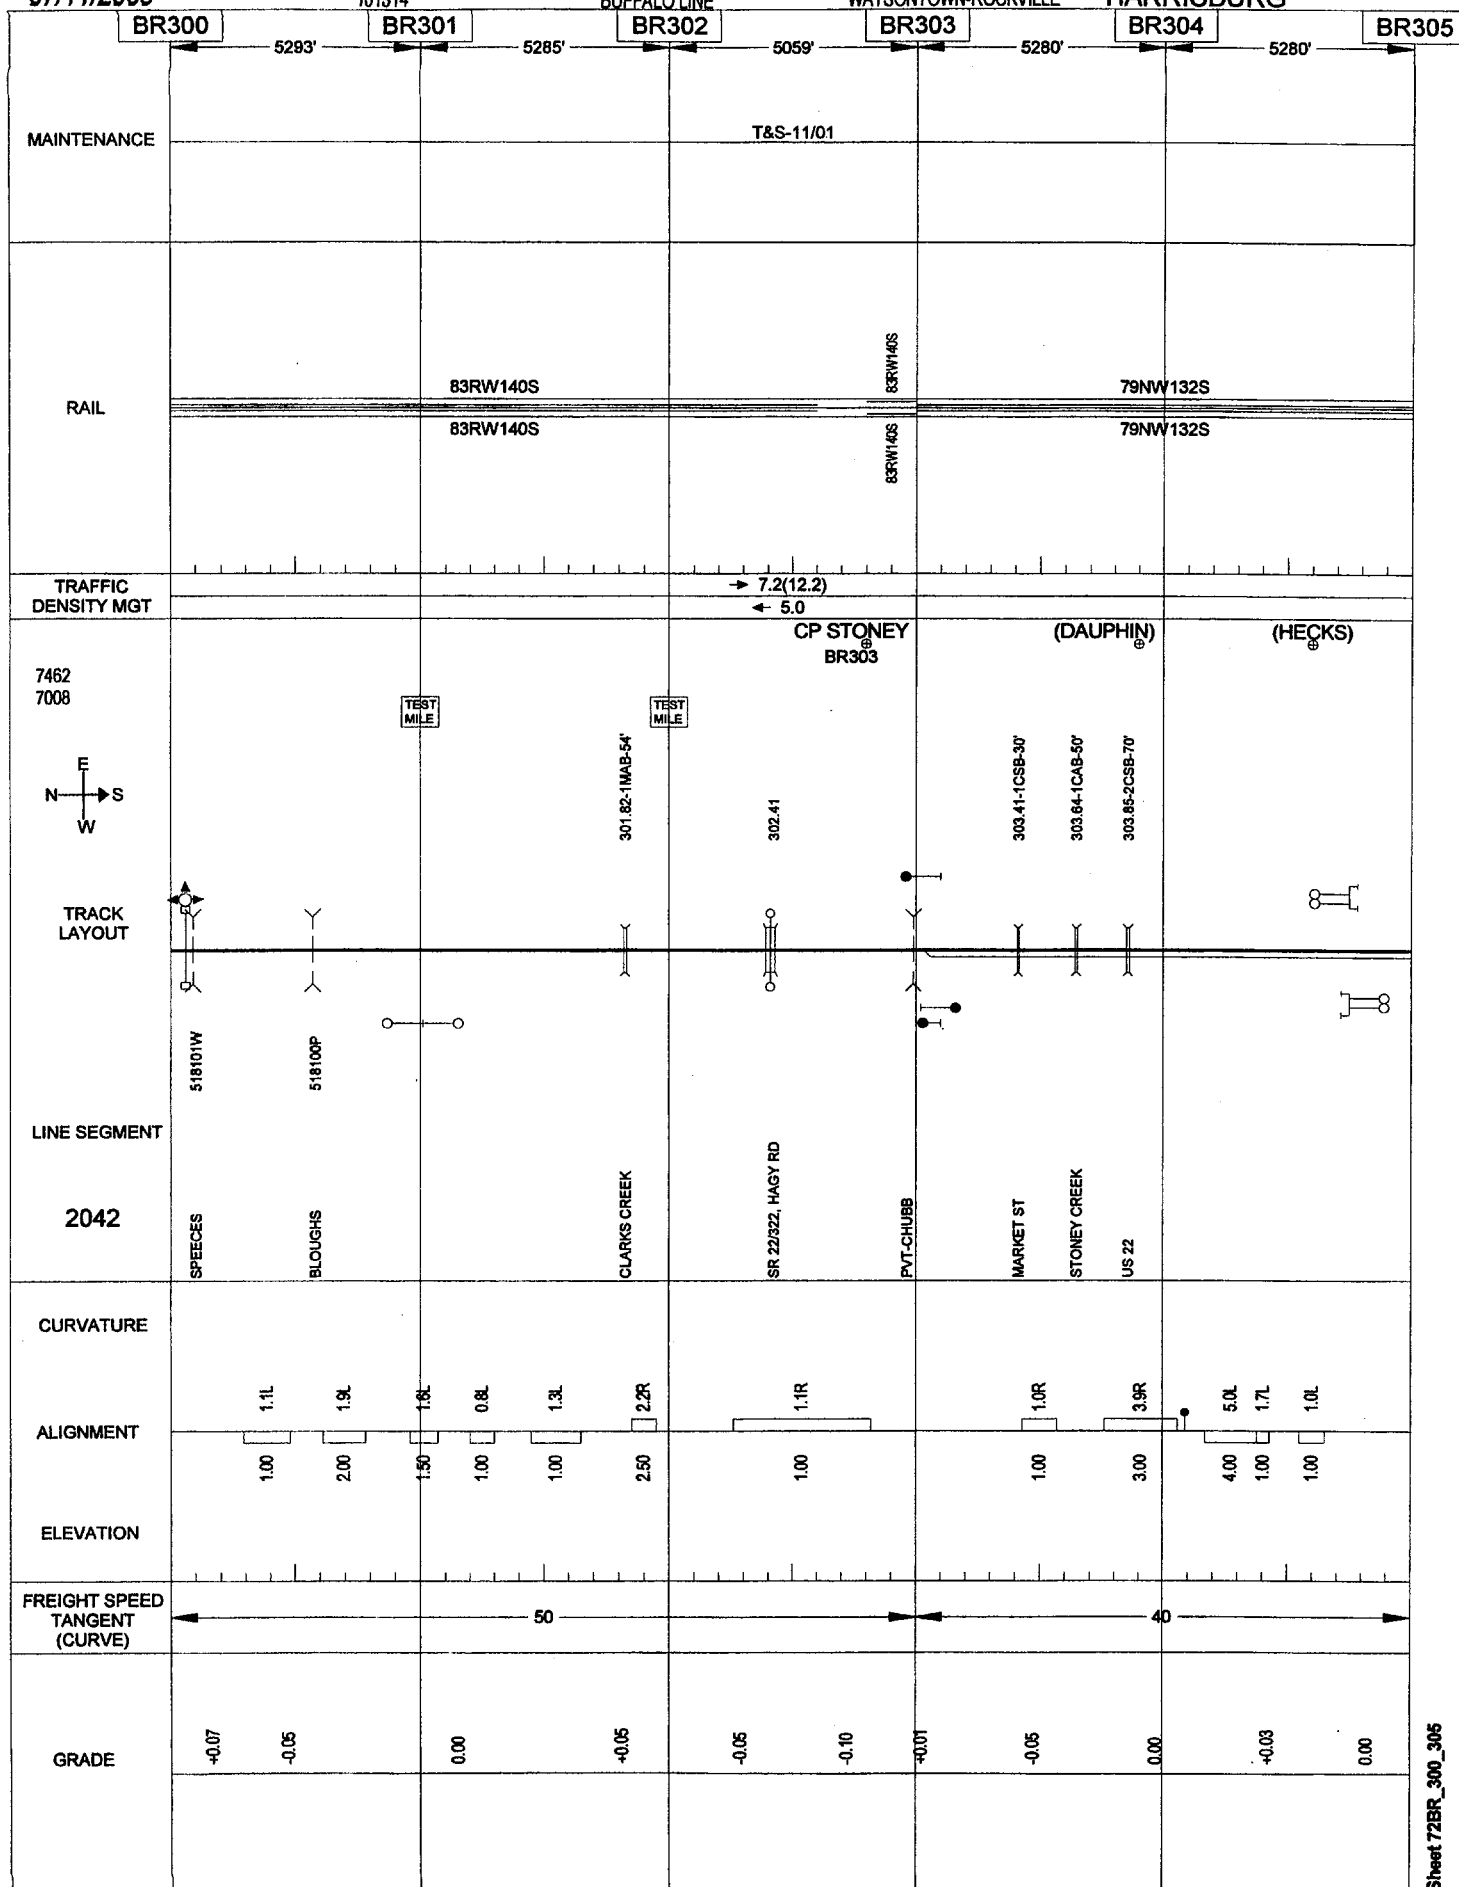 BUFFALO LINE
WATSONTOWN-ROCKVILLE
HARRISBURG
BR300
BR301
BR302
BR303
BR304
BR305
5293'
5285'
5059'
5280'
5280'
MAINTENANCE
T&S-11/01
RAIL
83RW140S
83RW140S
83RW140S
83RW140S
79NW132S
79NW132S
TRAFFIC
DENSITY MGT
7.2(12.2)
5.0
CP STONEY
BR303
(DAUPHIN)
(HECKS)
7462
7008
TEST
MILE
TEST
MILE
E
N
S
W
301.82-1MAB-54'
302.41
303.41-1CSB-30'
303.64-1CAB-50'
303.85-2CSB-70'
TRACK
LAYOUT
518101W
518100P
LINE SEGMENT
2042
SPEECES
BLOUGHS
CLARKS CREEK
SR 22/322, HAGY RD
PVT-CHUBB
MARKET ST
STONEY CREEK
US 22
CURVATURE
1.1L
1.9L
1.6L
0.8L
1.3L
2.2R
1.1R
1.0R
3.9R
5.0L
1.7L
1.0L
ALIGNMENT
1.00
2.00
1.50
1.00
1.00
2.50
1.00
1.00
3.00
4.00
1.00
1.00
ELEVATION
FREIGHT SPEED
TANGENT
(CURVE)
50
40
GRADE
+0.07
-0.05
0.00
+0.05
-0.05
-0.10
+0.01
-0.05
0.00
+0.03
0.00
Sheet 72BR_300_305